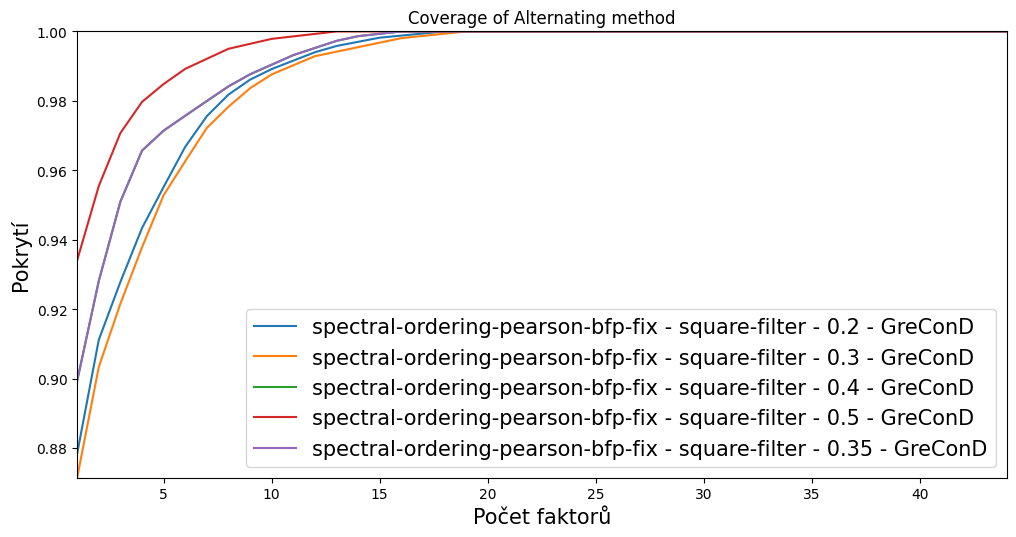 Coverage of Alternating method
1.00
0.98
0.96
0.94
0.92
0.90
0.88
Pokrytí
spectral-ordering-pearson-bfp-fix - square-filter - 0.2 - GreConD
spectral-ordering-pearson-bfp-fix - square-filter - 0.3 - GreConD
spectral-ordering-pearson-bfp-fix - square-filter - 0.4 - GreConD
spectral-ordering-pearson-bfp-fix - square-filter - 0.5 - GreConD
spectral-ordering-pearson-bfp-fix - square-filter - 0.35 - GreConD
5 10 15 20 25 30 35 40
Počet faktorů